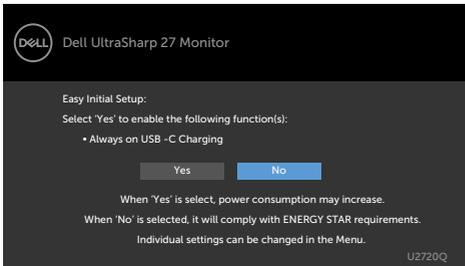 DELL
Dell UltraSharp 27 Monitor
Easy Initial Setup:
Select 'Yes' to enable the following function(s):
• Always on USB -C Charging
Yes
No
When 'Yes' is select, power consumption may increase.
When 'No' is selected, it will comply with ENERGY STAR requirements.
Individual settings can be changed in the Menu.
U2720Q